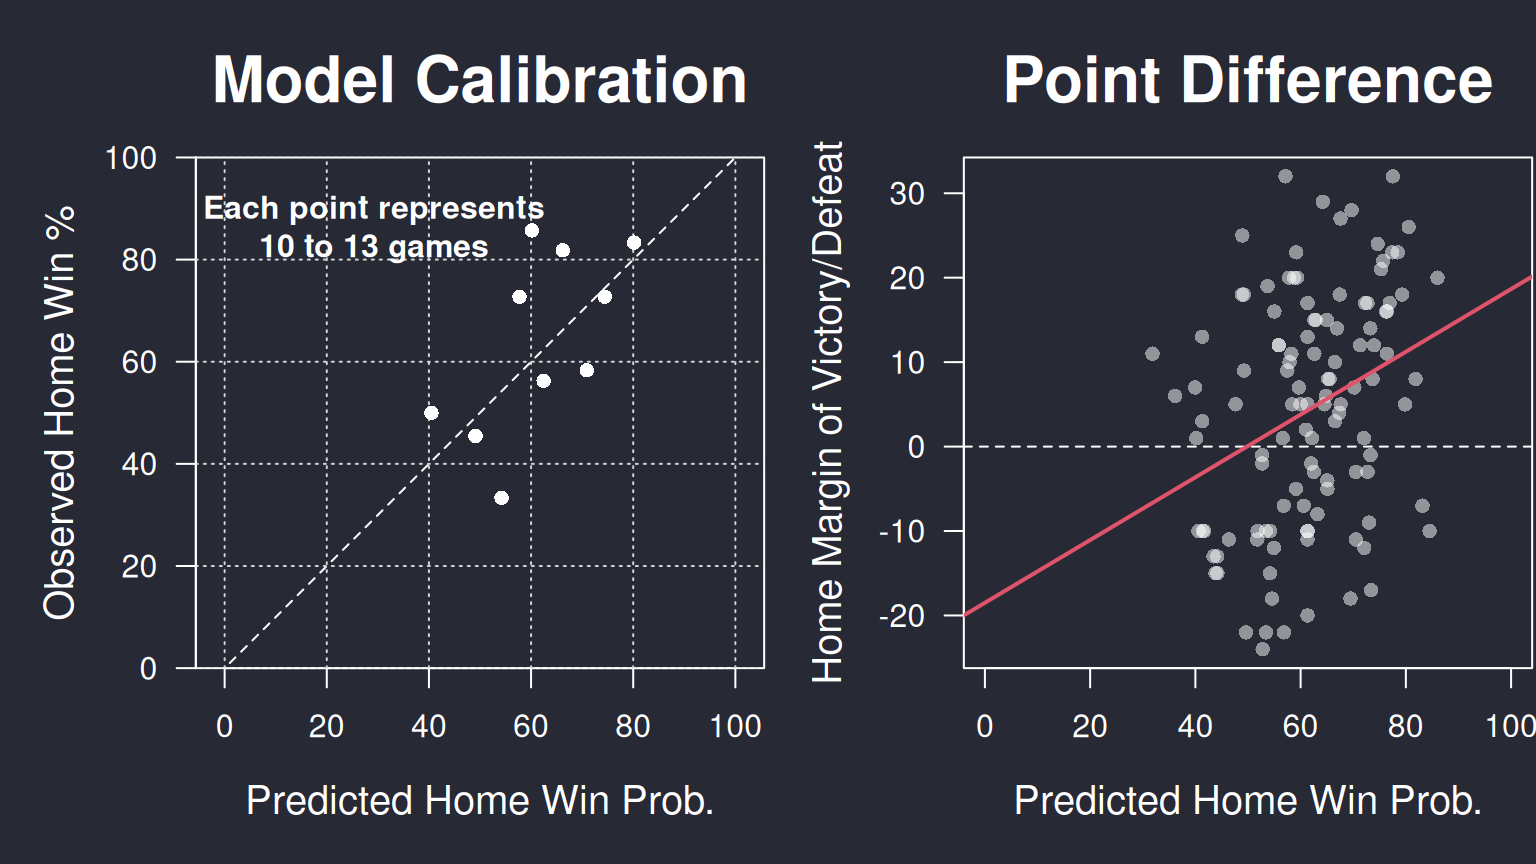 Model Calibration
Each point represents
10 to 13 games
Observed Home Win %
100
80
60
40
20
0
0 20 40 60 80 100
Predicted Home Win Prob.
Point Difference
Home Margin of Victory/Defeat
30
20
10
0
-10
-20
0 20 40 60 80 100
Predicted Home Win Prob.